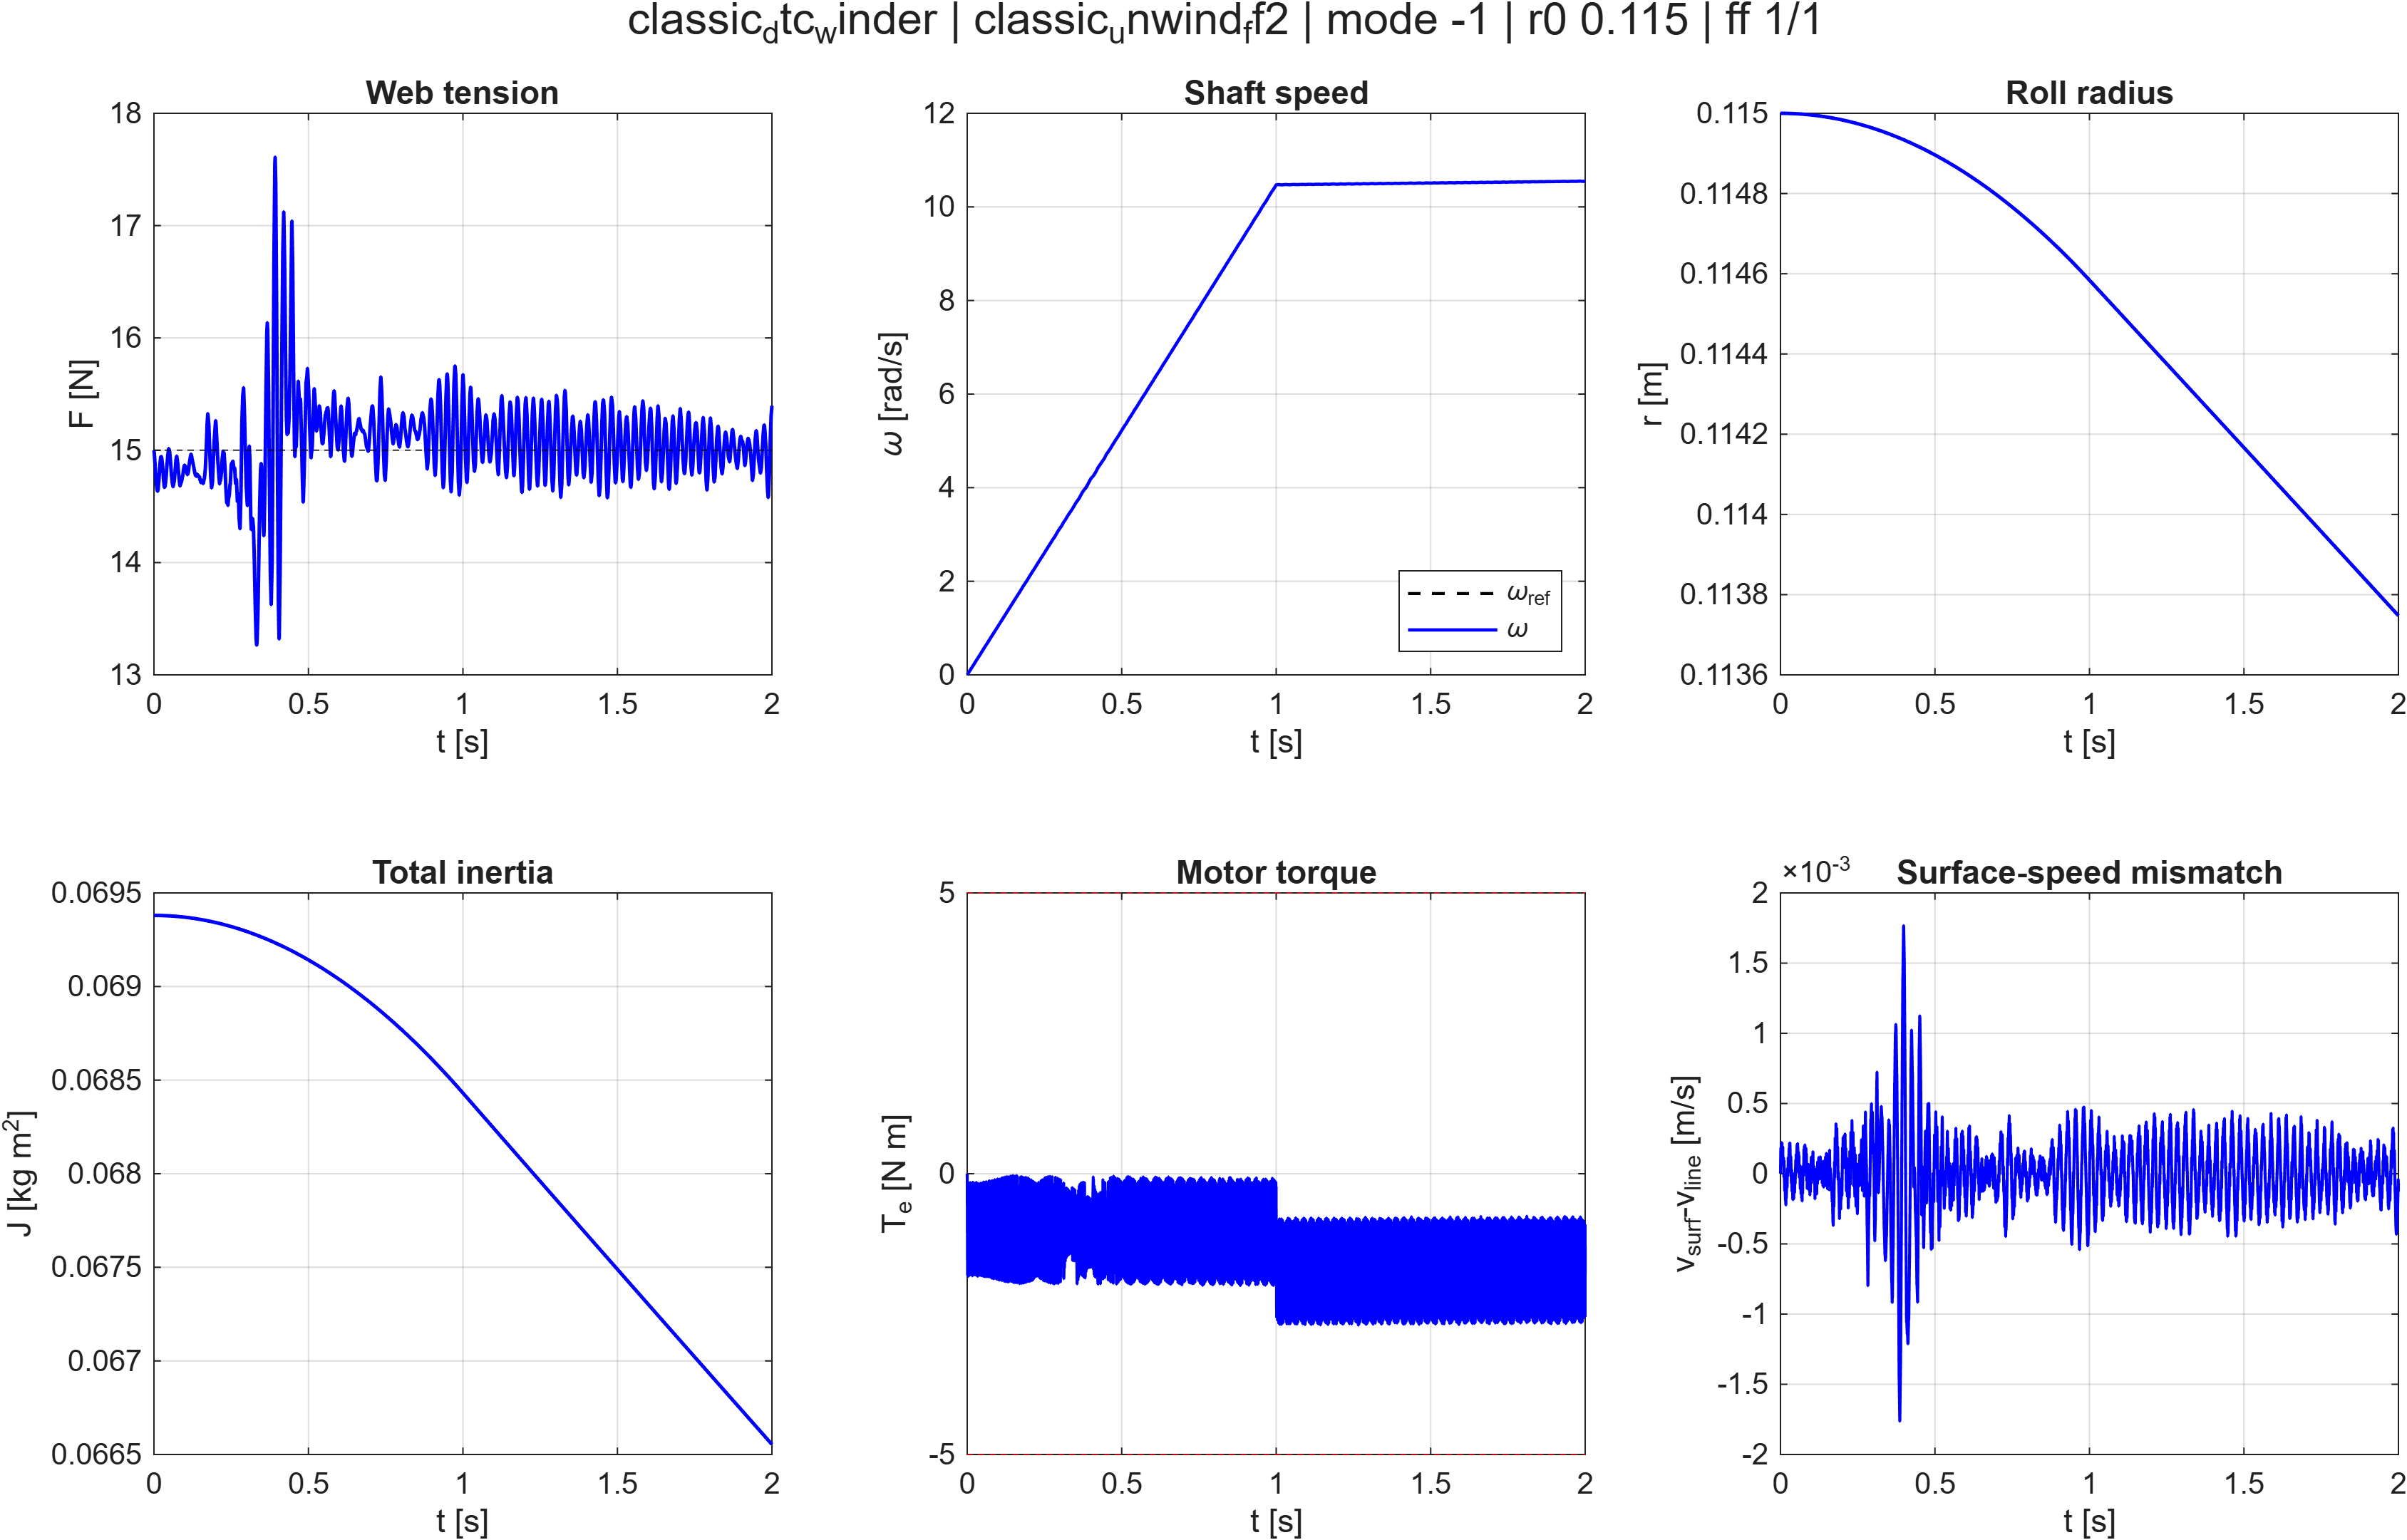 classic_dtc_winder | classic_unwind_ff2 | mode -1 | r0 0.115 | ff 1/1
Web tension
18
17
16
15
14
13
F [N]
0 0.5 1 1.5 2
t [s]
Shaft speed
12
10
8
6
4
2
0
ω [rad/s]
ω_ref
ω
0 0.5 1 1.5 2
t [s]
Roll radius
0.115
0.1148
0.1146
0.1144
0.1142
0.114
0.1138
0.1136
r [m]
0 0.5 1 1.5 2
t [s]
Total inertia
0.0695
0.069
0.0685
0.068
0.0675
0.067
0.0665
J [kg m²]
0 0.5 1 1.5 2
t [s]
Motor torque
5
0
-5
T_e [N m]
0 0.5 1 1.5 2
t [s]
×10⁻³
Surface-speed mismatch
2
1.5
1
0.5
0
-0.5
-1
-1.5
-2
v_surf-v_line [m/s]
0 0.5 1 1.5 2
t [s]